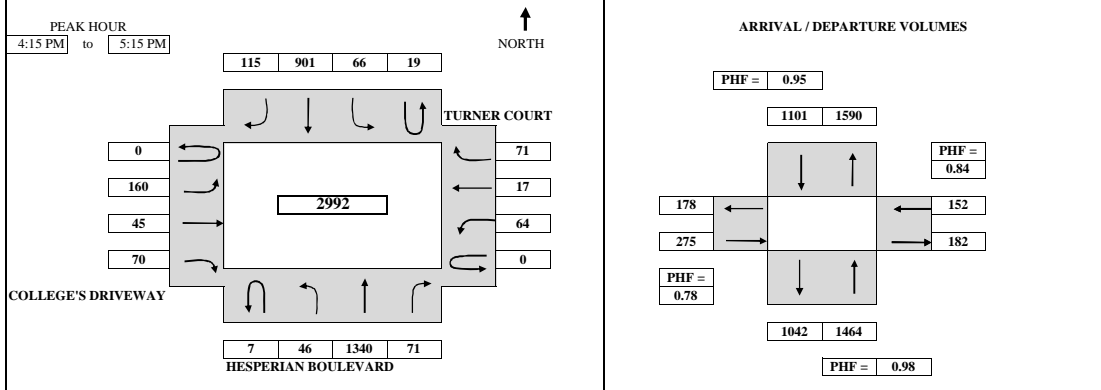 PEAK HOUR
4:15 PM to 5:15 PM
NORTH
115 901 66 19
TURNER COURT
0 71
160 17
2992
45 64
70 0
COLLEGE'S DRIVEWAY
7 46 1340 71
HESPERIAN BOULEVARD
ARRIVAL / DEPARTURE VOLUMES
PHF = 0.95
1101 1590
PHF =
0.84
178 152
275 182
PHF =
0.78
1042 1464
PHF = 0.98